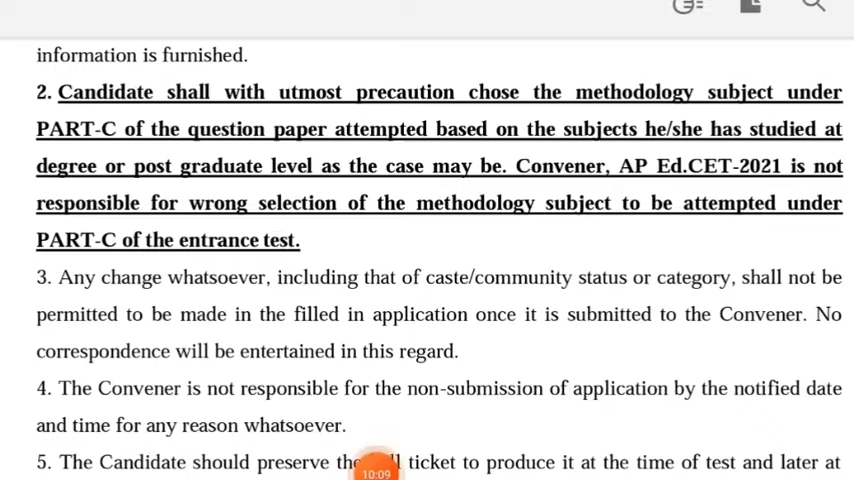 information is furnished.
2. Candidate shall with utmost precaution chose the methodology subject under
PART-C of the question paper attempted based on the subjects he/she has studied at
degree or post graduate level as the case may be. Convener, AP Ed.CET-2021 is not
responsible for wrong selection of the methodology subject to be attempted under
PART-C of the entrance test.
3. Any change whatsoever, including that of caste/community status or category, shall not be
permitted to be made in the filled in application once it is submitted to the Convener. No
correspondence will be entertained in this regard.
4. The Convener is not responsible for the non-submission of application by the notified date
and time for any reason whatsoever.
5. The Candidate should preserve ticket to produce it at the time of test and later at
10:09